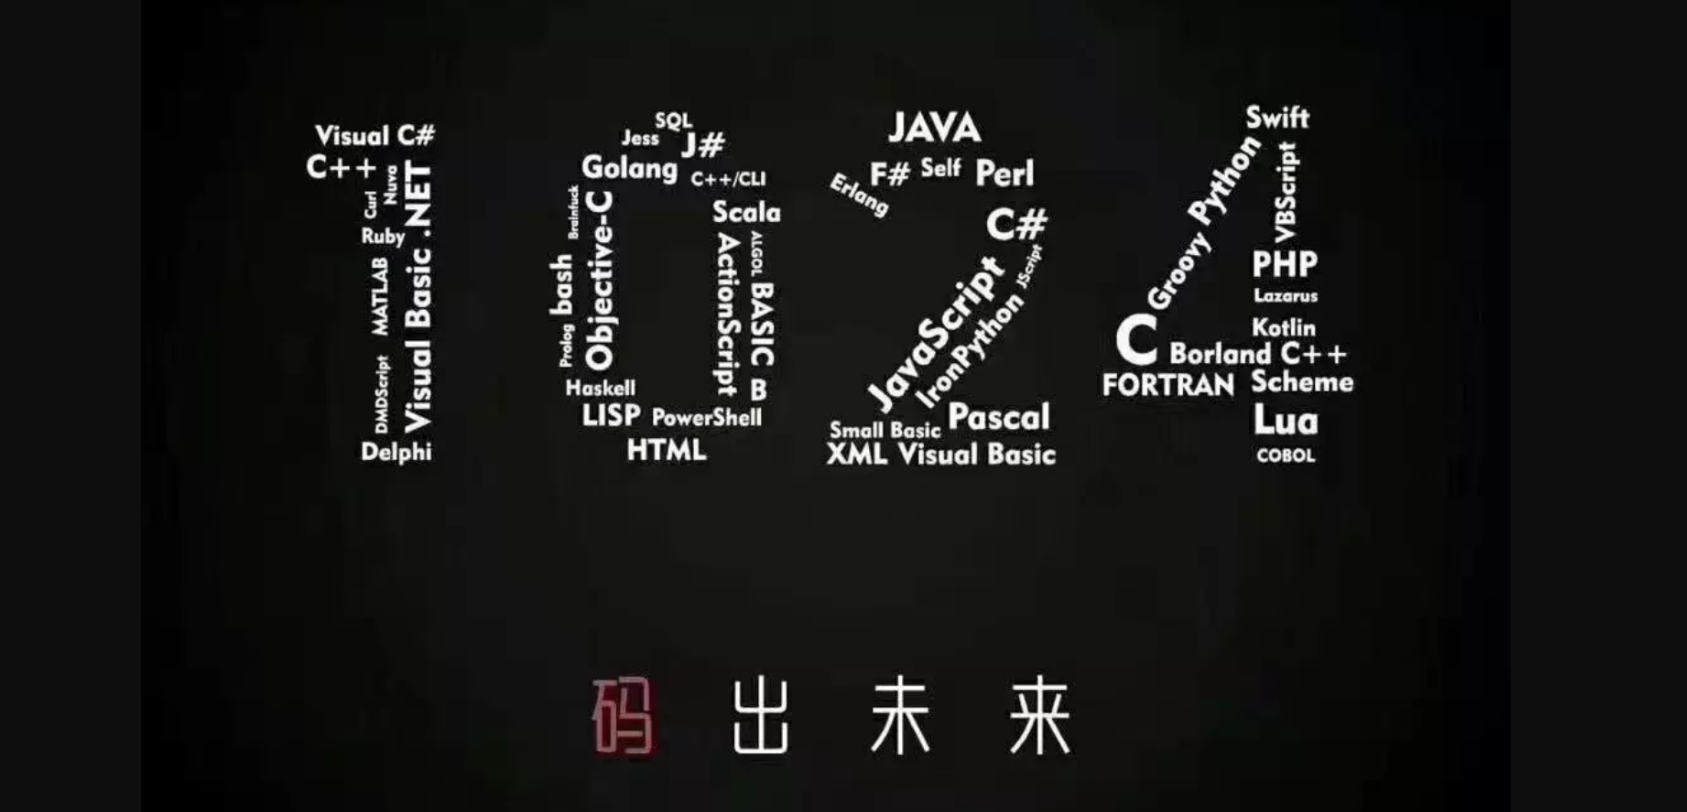 Visual C#
C++
Nuva
Curl
.NET
Ruby
MATLAB
Visual Basic
DMDScript
Delphi
SQL
Jess
J#
Golang
C++/CLI
Brainfuck
Objective-C
Scala
bash
ActionScript
ALGOL
BASIC
Prolog
Haskell
B
LISP
PowerShell
HTML
JAVA
F#
Self
Perl
Erlang
C#
JScript
JavaScript
IronPython
Small Basic
Pascal
XML
Visual Basic
Swift
Python
VBScript
Groovy
PHP
Lazarus
C
Kotlin
Borland C++
FORTRAN
Scheme
Lua
COBOL
码出未来